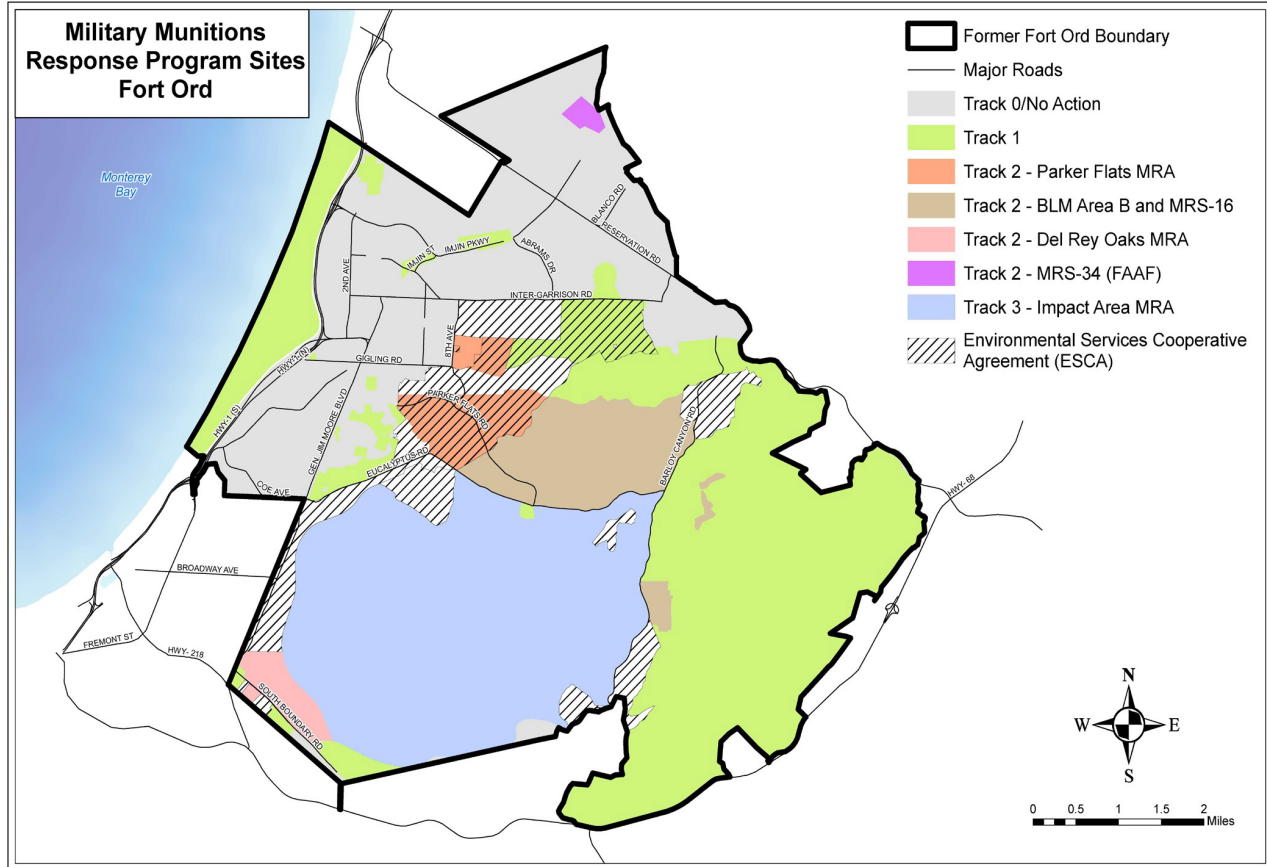 Military Munitions
Response Program Sites
Fort Ord
Former Fort Ord Boundary
Major Roads
Track 0/No Action
Track 1
Track 2 - Parker Flats MRA
Track 2 - BLM Area B and MRS-16
Track 2 - Del Rey Oaks MRA
Track 2 - MRS-34 (FAAF)
Track 3 - Impact Area MRA
Environmental Services Cooperative
Agreement (ESCA)
Monterey
Bay
BLANCO RD
RESERVATION RD
IMJIN PKWY
IMJIN ST
ABRAMS DR
2ND AVE
INTER-GARRISON RD
8TH AVE
GIGLING RD
HWY-1 (N)
HWY-1 (S)
GEN. JIM MOORE BLVD
PARKER FLATS RD
BARLOY CANYON RD
EUCALYPTUS RD
COE AVE
HWY- 68
BROADWAY AVE
FREMONT ST
HWY- 218
SOUTH BOUNDARY RD
N
W
E
S
0 0.5 1 1.5 2
Miles